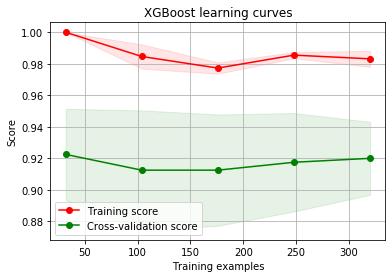 XGBoost learning curves
1.00
0.98
0.96
0.94
0.92
0.90
0.88
Score
Training score
Cross-validation score
50
100
150
200
250
300
Training examples